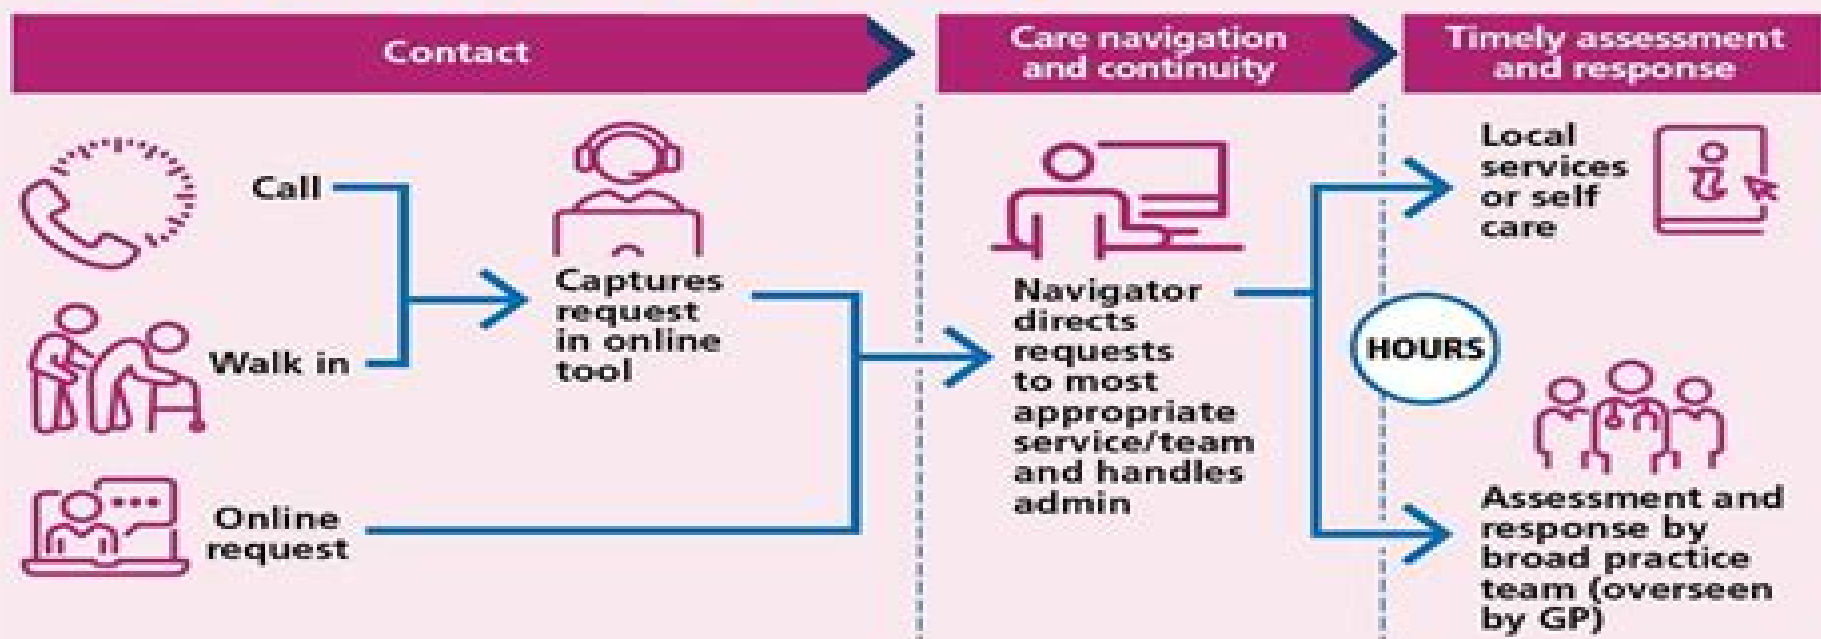 Contact
Care navigation
and continuity
Timely assessment
and response
Call
Walk in
Online
request
Captures
request
in online
tool
Navigator
directs
requests
to most
appropriate
service/team
and handles
admin
HOURS
Local
services
or self
care
Assessment and
response by
broad practice
team (overseen
by GP)